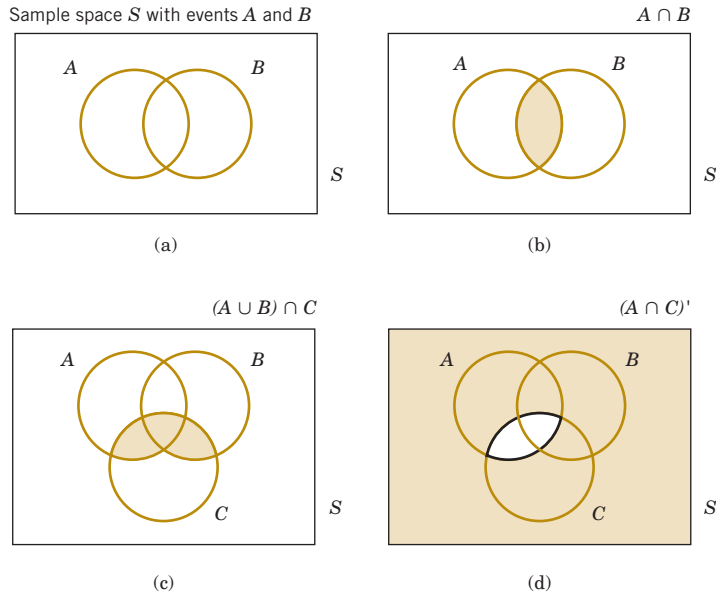 Sample space S with events A and B
A ∩ B
A B
S
A B
S
(a)
(b)
(A ∪ B) ∩ C
(A ∩ C)'
A B
C
S
A B
C
S
(c)
(d)